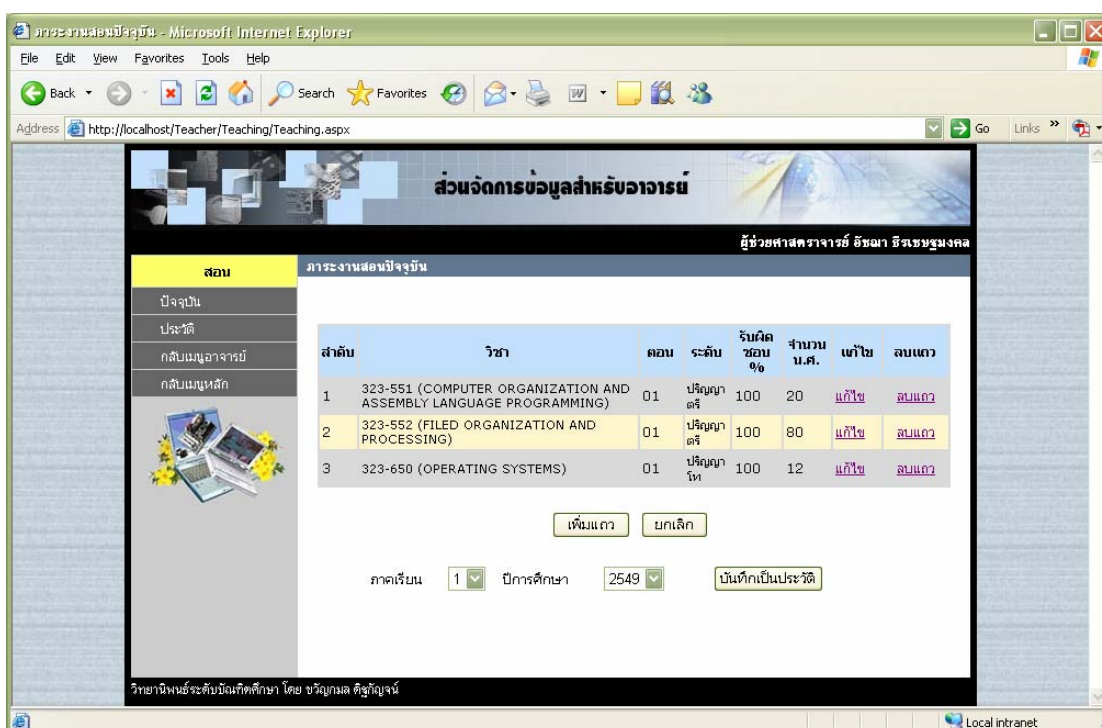 ภาระงานสอนปัจจุบัน - Microsoft Internet Explorer
File Edit View Favorites Tools Help
Back Search Favorites
Address http://localhost/Teacher/Teaching/Teaching.aspx Go Links »
ส่วนจัดการข้อมูลสำหรับอาจารย์
ผู้ช่วยศาสตราจารย์ อัชฌา ธีรเชษฐมงคล
สอน
ภาระงานสอนปัจจุบัน
ปัจจุบัน
ประวัติ
กลับเมนูอาจารย์
กลับเมนูหลัก
ลำดับ วิชา ตอน ระดับ รับผิดชอบ % จำนวน น.ศ. แก้ไข ลบแถว
1 323-551 (COMPUTER ORGANIZATION AND ASSEMBLY LANGUAGE PROGRAMMING) 01 ปริญญาตรี 100 20 แก้ไข ลบแถว
2 323-552 (FILED ORGANIZATION AND PROCESSING) 01 ปริญญาตรี 100 80 แก้ไข ลบแถว
3 323-650 (OPERATING SYSTEMS) 01 ปริญญาโท 100 12 แก้ไข ลบแถว
เพิ่มแถว ยกเลิก
ภาคเรียน 1 ปีการศึกษา 2549 บันทึกเป็นประวัติ
วิทยานิพนธ์ระดับบัณฑิตศึกษา โดย ขวัญกมล ดิฐกัญจน์
Local intranet